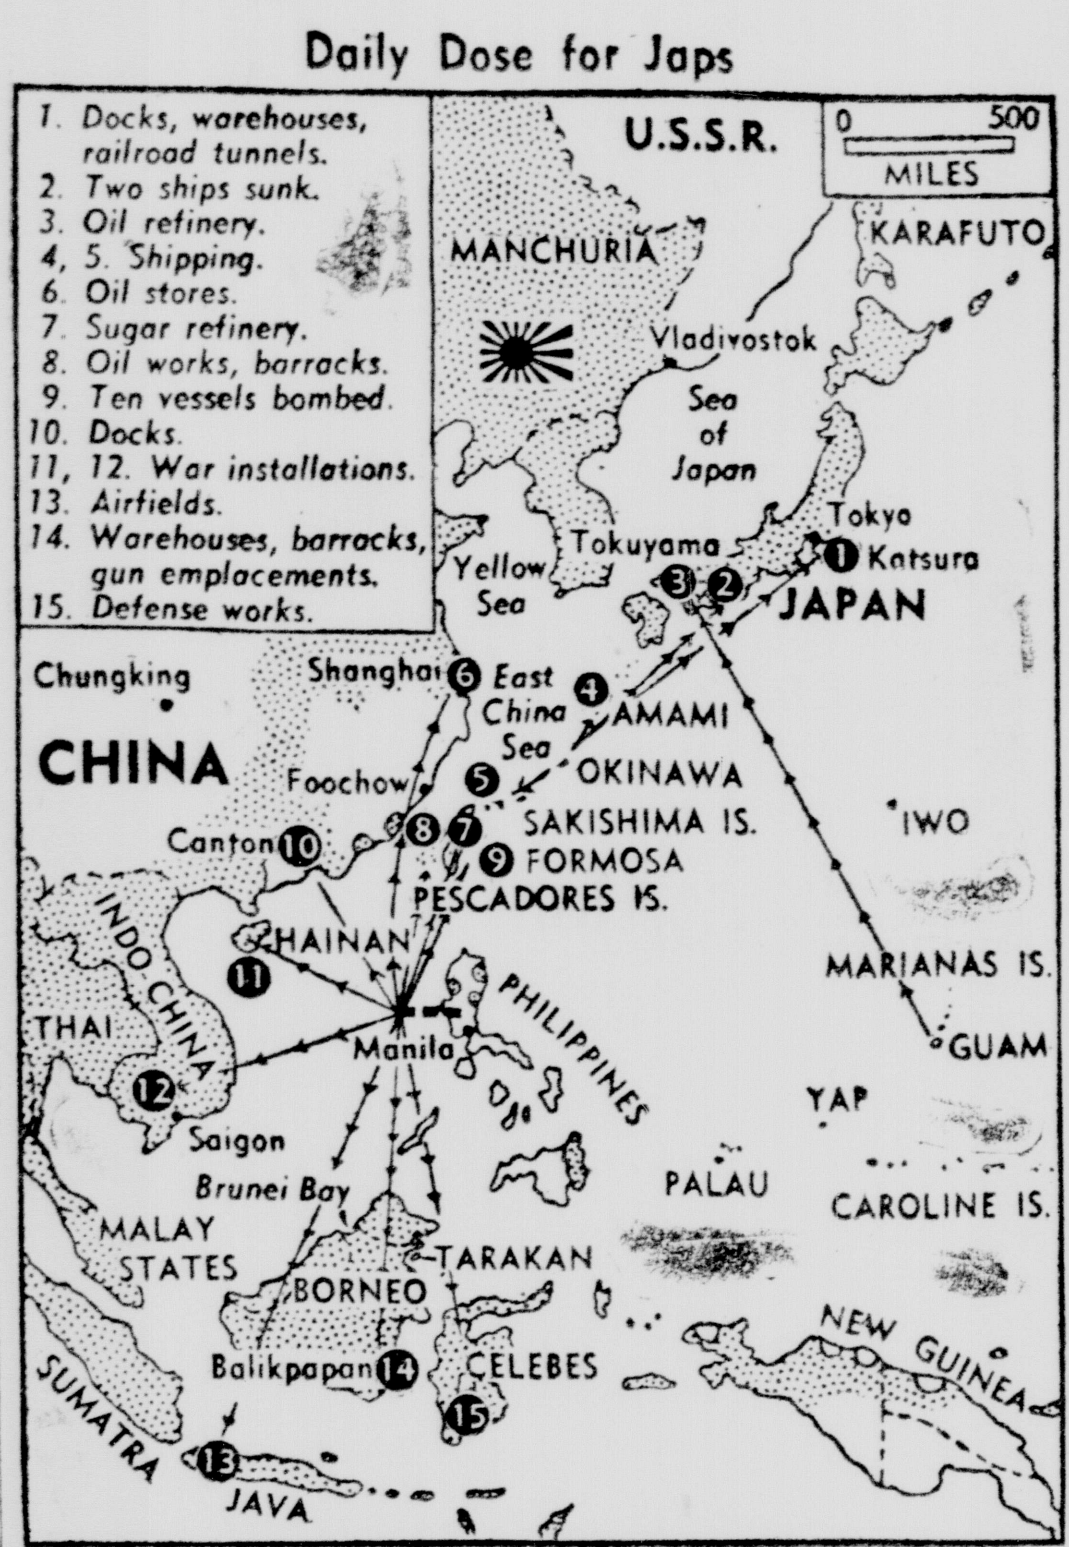 Daily Dose for Japs
1. Docks, warehouses,
railroad tunnels.
2. Two ships sunk.
3. Oil refinery.
4, 5. Shipping.
6. Oil stores.
7. Sugar refinery.
8. Oil works, barracks.
9. Ten vessels bombed.
10. Docks.
11, 12. War installations.
13. Airfields.
14. Warehouses, barracks,
gun emplacements.
15. Defense works.
U.S.S.R.
0 500
MILES
KARAFUTO
MANCHURIA
Vladivostok
Sea
of
Japan
Tokyo
Tokuyama
1 Katsura
3 2
JAPAN
Yellow
Sea
Chungking
Shanghai 6
East
China
Sea
4
AMAMI
CHINA
OKINAWA
Foochow
5
IWO
SAKISHIMA IS.
8 7
Canton 10
9 FORMOSA
PESCADORES IS.
INDO-CHINA
HAINAN
11
MARIANAS IS.
PHILIPPINES
THAI
Manila
GUAM
12
YAP
Saigon
PALAU
Brunei Bay
CAROLINE IS.
MALAY
STATES
TARAKAN
BORNEO
NEW GUINEA
Balikpapan 14
CELEBES
SUMATRA
15
13
JAVA